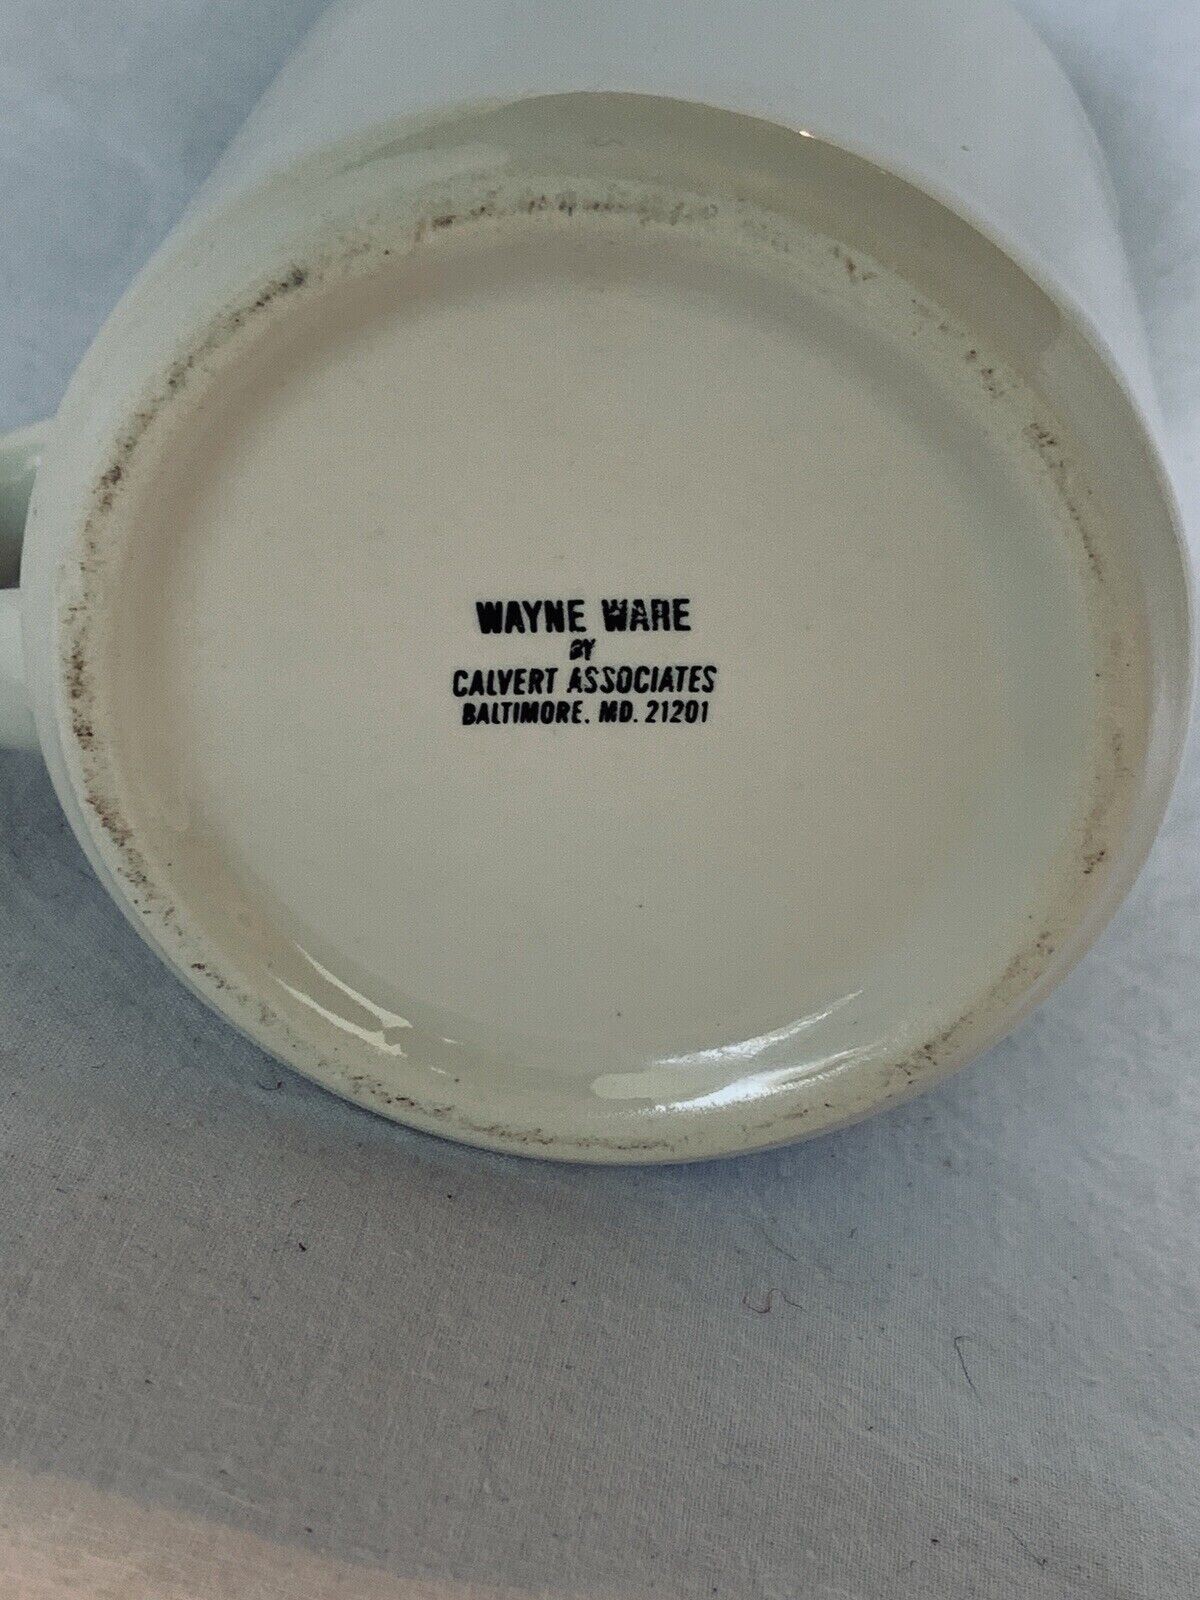 WAYNE WARE
BY
CALVERT ASSOCIATES
BALTIMORE. MD. 21201